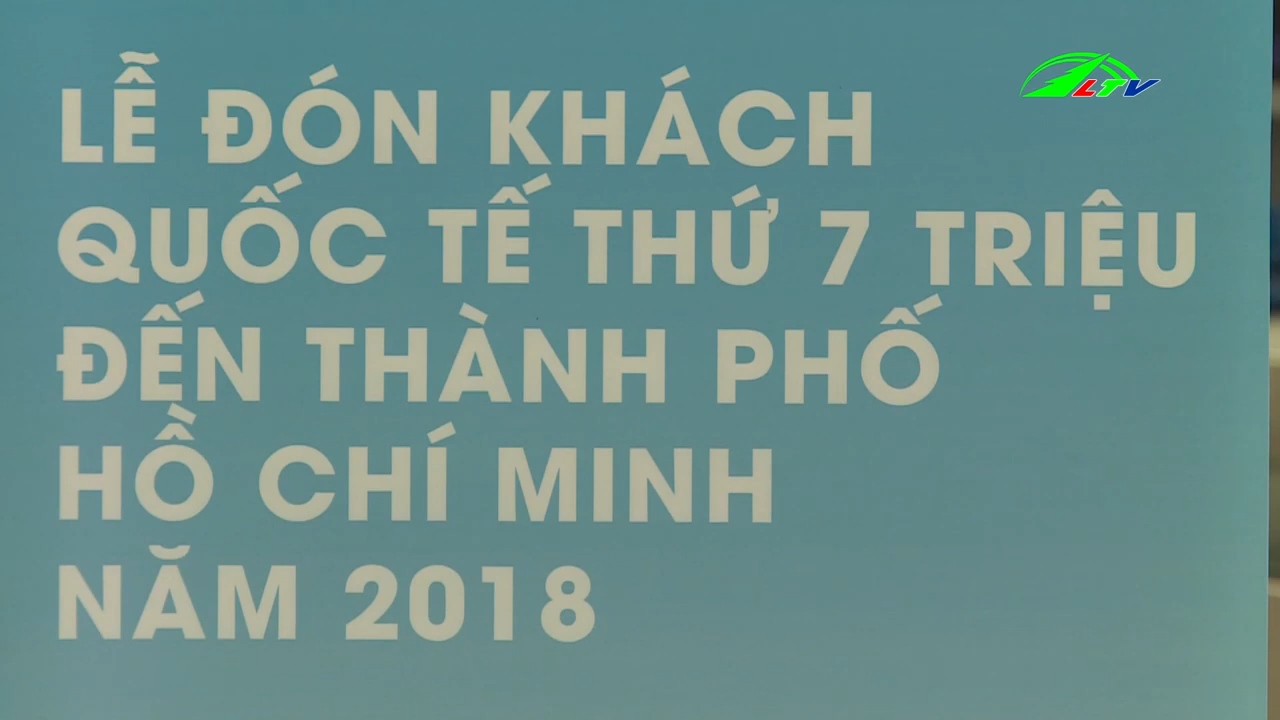 LTV
LỄ ĐÓN KHÁCH
QUỐC TẾ THỨ 7 TRIỆU
ĐẾN THÀNH PHỐ
HỒ CHÍ MINH
NĂM 2018